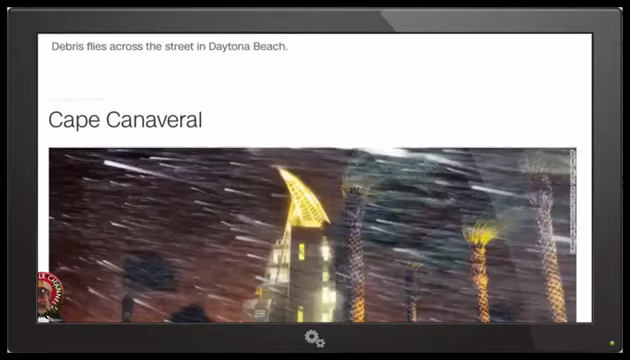 Debris flies across the street in Daytona Beach.
Cape Canaveral